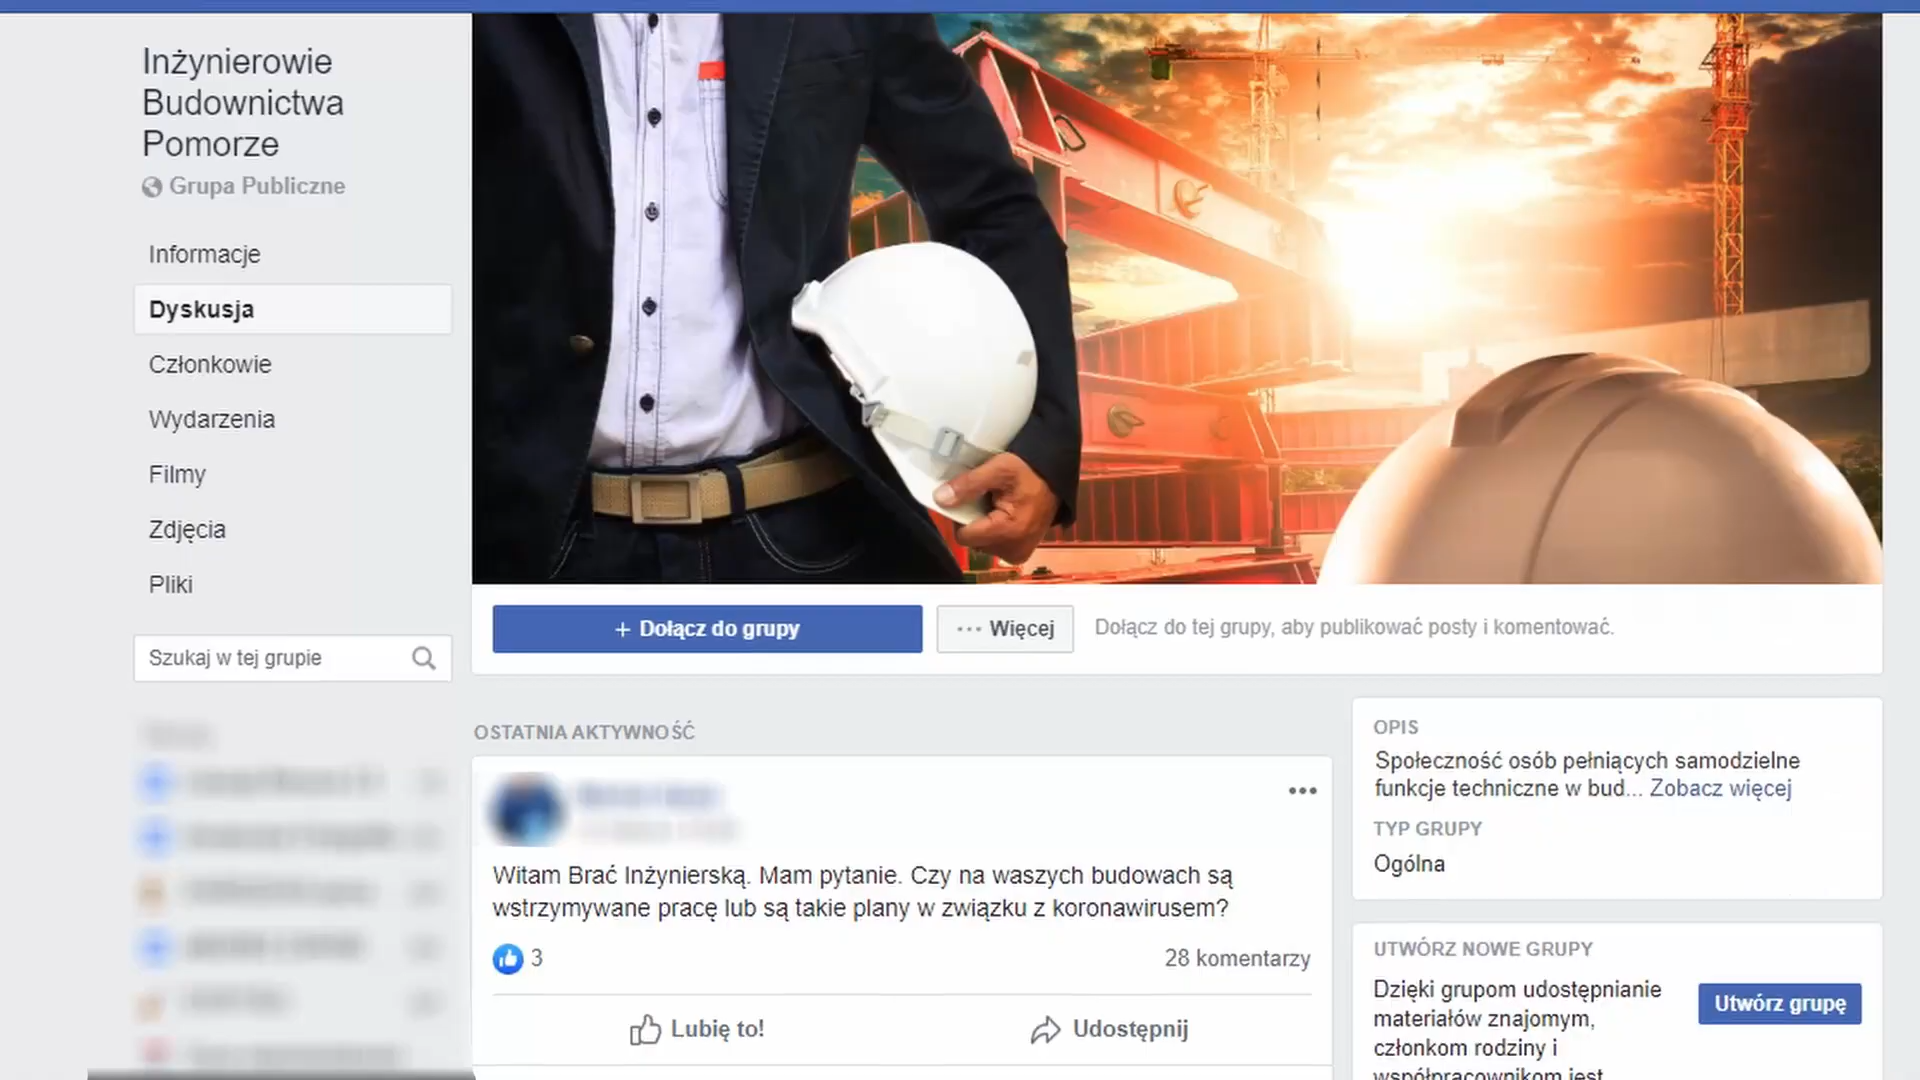 Inżynierowie
Budownictwa
Pomorze
Grupa Publiczne
Informacje
Dyskusja
Członkowie
Wydarzenia
Filmy
Zdjęcia
Pliki
Szukaj w tej grupie
+ Dołącz do grupy
··· Więcej
Dołącz do tej grupy, aby publikować posty i komentować.
OSTATNIA AKTYWNOŚĆ
Witam Brać Inżynierską. Mam pytanie. Czy na waszych budowach są
wstrzymywane pracę lub są takie plany w związku z koronawirusem?
3
28 komentarzy
Lubię to!
Udostępnij
OPIS
Społeczność osób pełniących samodzielne
funkcje techniczne w bud... Zobacz więcej
TYP GRUPY
Ogólna
UTWÓRZ NOWE GRUPY
Dzięki grupom udostępnianie
materiałów znajomym,
członkom rodziny i
współpracownikom jest
Utwórz grupę